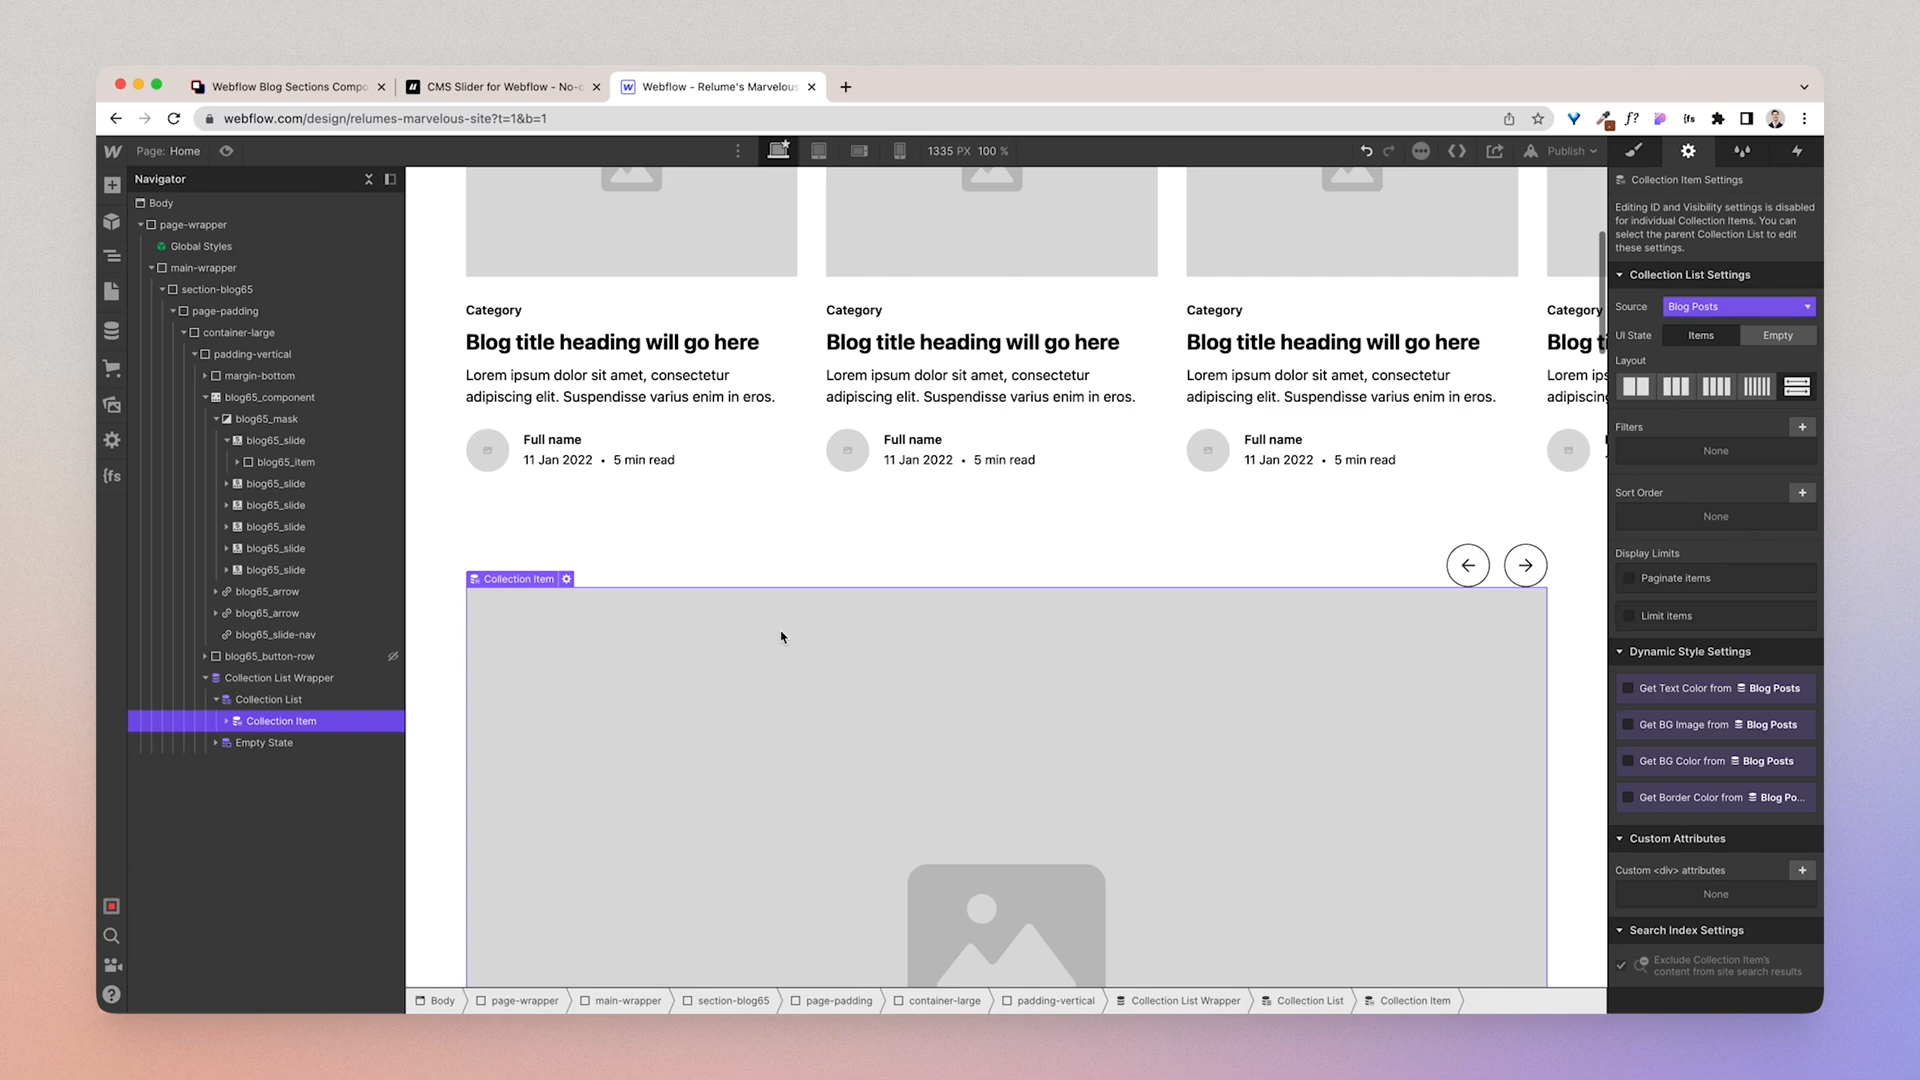 Webflow Blog Sections Compo
CMS Slider for Webflow - No-c
Webflow - Relume's Marvelous
webflow.com/design/relumes-marvelous-site?t=1&b=1
f?
{fs
Page: Home
1335 PX 100 %
Publish
Navigator
Body
page-wrapper
Global Styles
main-wrapper
section-blog65
page-padding
container-large
padding-vertical
margin-bottom
blog65_component
blog65_mask
blog65_slide
blog65_item
blog65_slide
blog65_slide
blog65_slide
blog65_slide
blog65_slide
blog65_arrow
blog65_arrow
blog65_slide-nav
blog65_button-row
Collection List Wrapper
Collection List
Collection Item
Empty State
{fs
Category
Blog title heading will go here
Lorem ipsum dolor sit amet, consectetur
adipiscing elit. Suspendisse varius enim in eros.
Full name
11 Jan 2022 • 5 min read
Category
Blog title heading will go here
Lorem ipsum dolor sit amet, consectetur
adipiscing elit. Suspendisse varius enim in eros.
Full name
11 Jan 2022 • 5 min read
Category
Blog title heading will go here
Lorem ipsum dolor sit amet, consectetur
adipiscing elit. Suspendisse varius enim in eros.
Full name
11 Jan 2022 • 5 min read
Category
Blog ti
Lorem ip
adipiscing
Collection Item
Body
page-wrapper
main-wrapper
section-blog65
page-padding
container-large
padding-vertical
Collection List Wrapper
Collection List
Collection Item
Collection Item Settings
Editing ID and Visibility settings is disabled
for individual Collection Items. You can
select the parent Collection List to edit
these settings.
Collection List Settings
Source Blog Posts
UI State Items Empty
Layout
Filters
None
Sort Order
None
Display Limits
Paginate items
Limit items
Dynamic Style Settings
Get Text Color from Blog Posts
Get BG Image from Blog Posts
Get BG Color from Blog Posts
Get Border Color from Blog Po...
Custom Attributes
Custom <div> attributes
None
Search Index Settings
Exclude Collection Item's
content from site search results